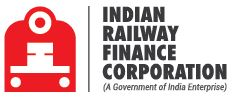 INDIAN
RAILWAY
FINANCE
CORPORATION
(A Government of India Enterprise)